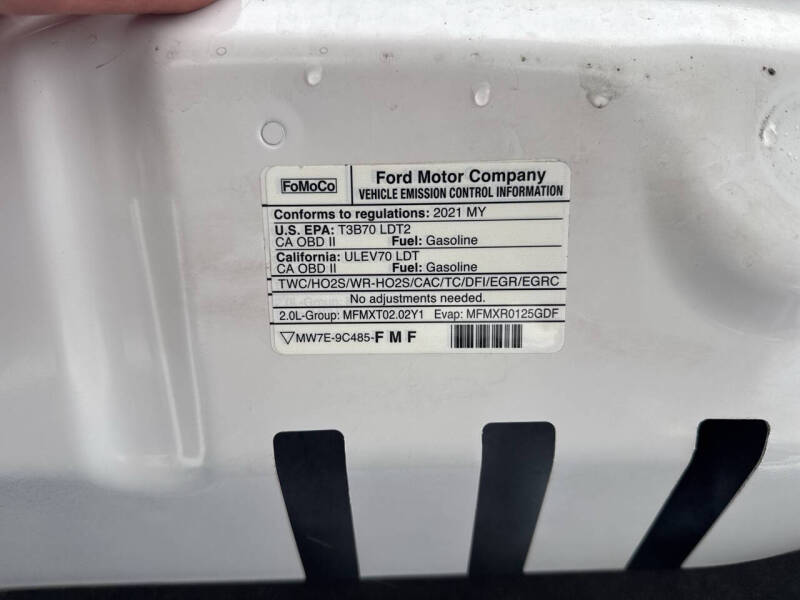 FoMoCo
Ford Motor Company
VEHICLE EMISSION CONTROL INFORMATION
Conforms to regulations: 2021 MY
U.S. EPA: T3B70 LDT2
CA OBD II Fuel: Gasoline
California: ULEV70 LDT
CA OBD II Fuel: Gasoline
TWC/HO2S/WR-HO2S/CAC/TC/DFI/EGR/EGRC
No adjustments needed.
2.0L-Group: MFMXT02.02Y1 Evap: MFMXR0125GDF
MW7E-9C485-F M F